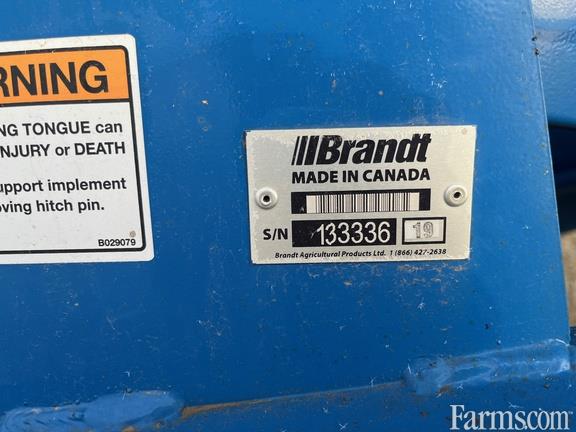 RNING
NG TONGUE can
NJURY or DEATH
upport implement
oving hitch pin.
B029079
Brandt
MADE IN CANADA
S/N 133336 19
Brandt Agricultural Products Ltd. 1 (866) 427-2638
Farms.com